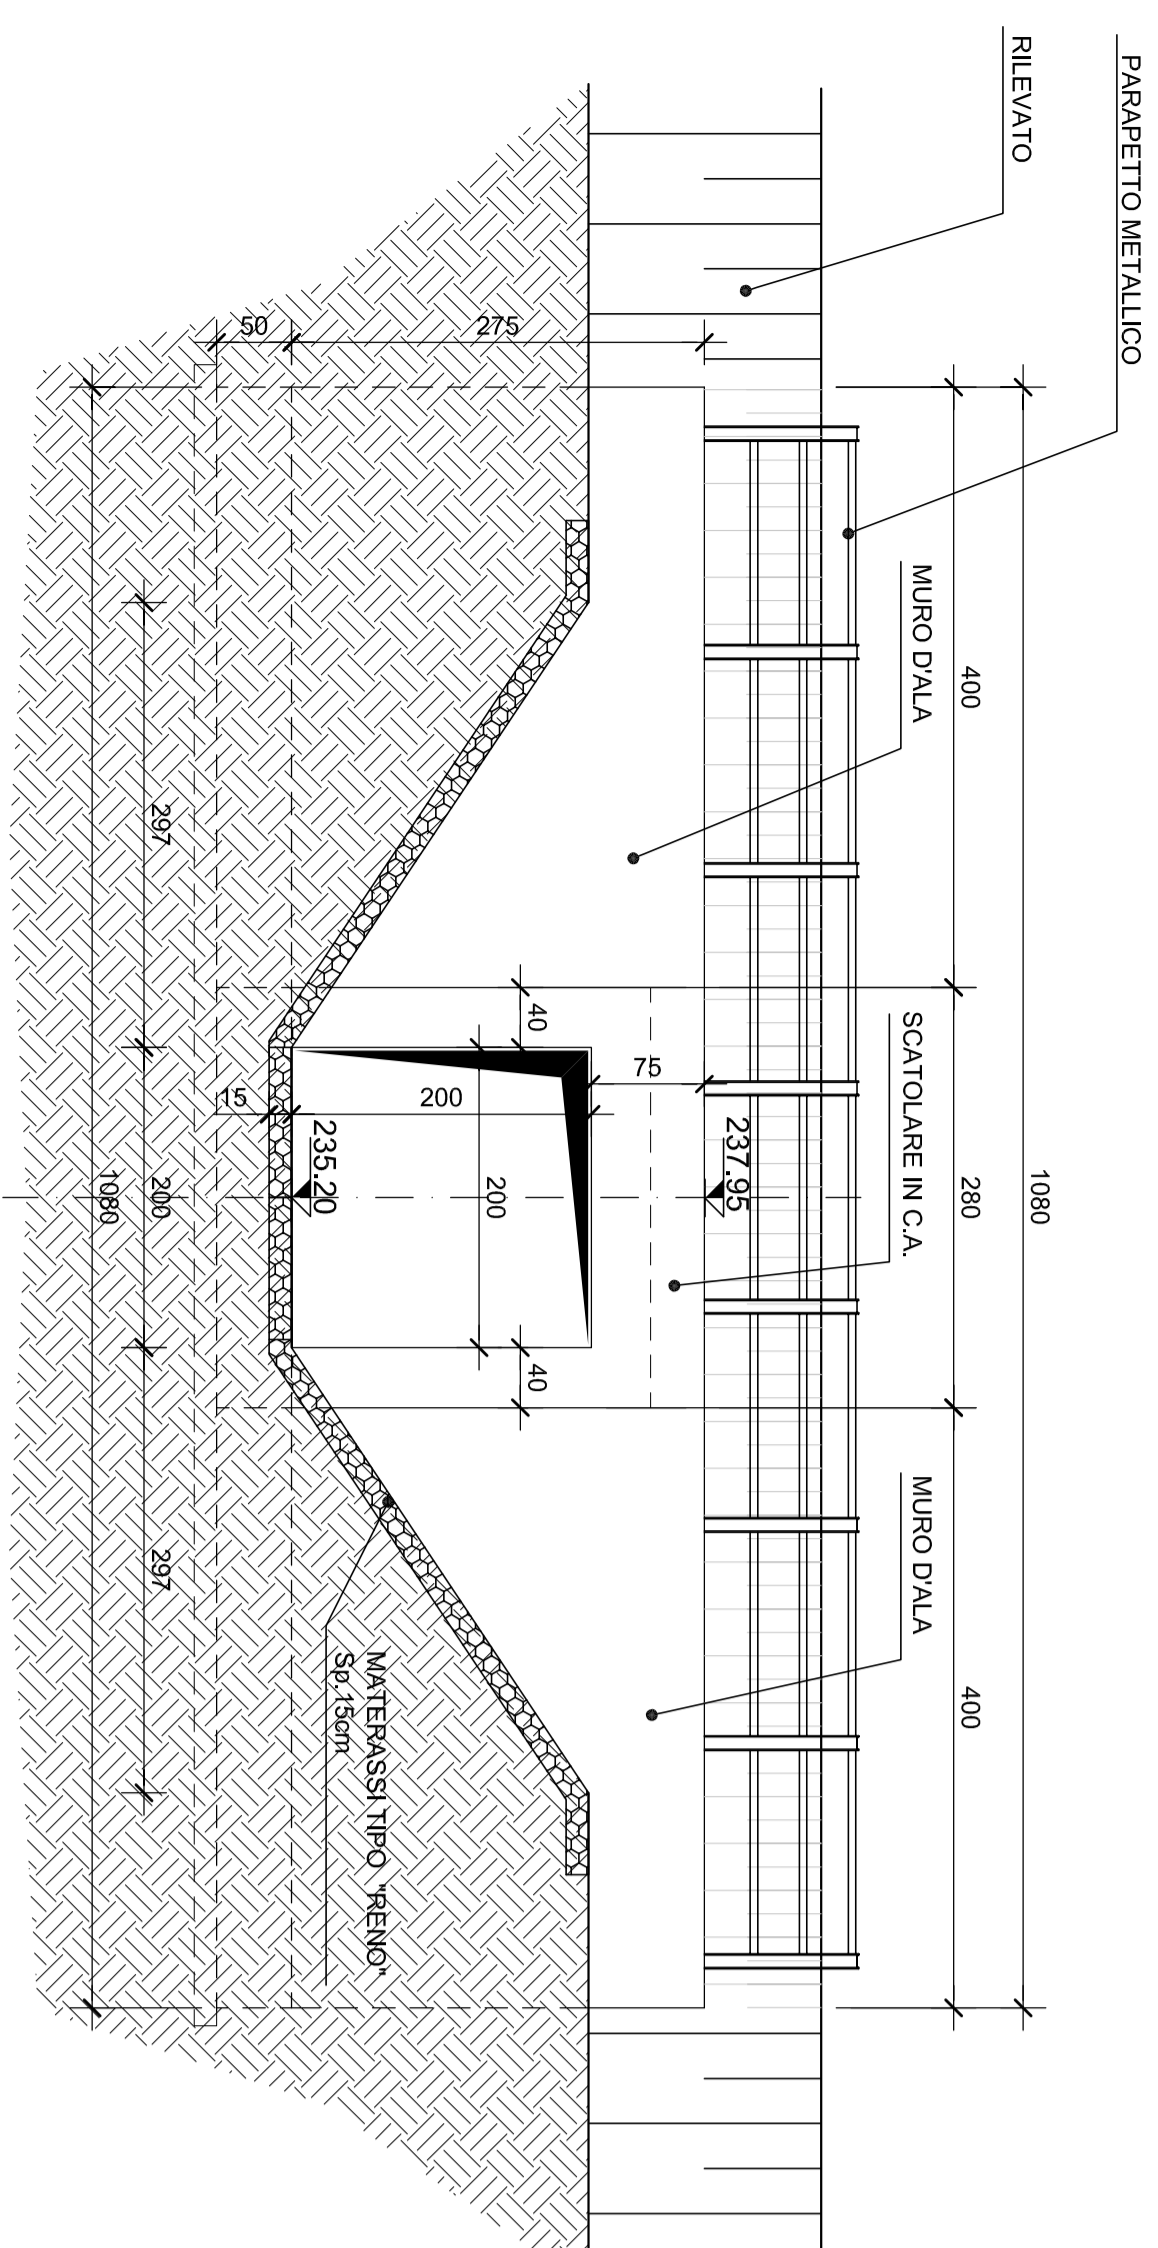 PARAPETTO METALLICO
RILEVATO
1080
400
280
400
MURO D'ALA
SCATOLARE IN C.A.
MURO D'ALA
237.95
75
275
50
40
40
200
200
15
235.20
MATERASSI TIPO "RENO"
Sp.15cm
297
200
297
1080